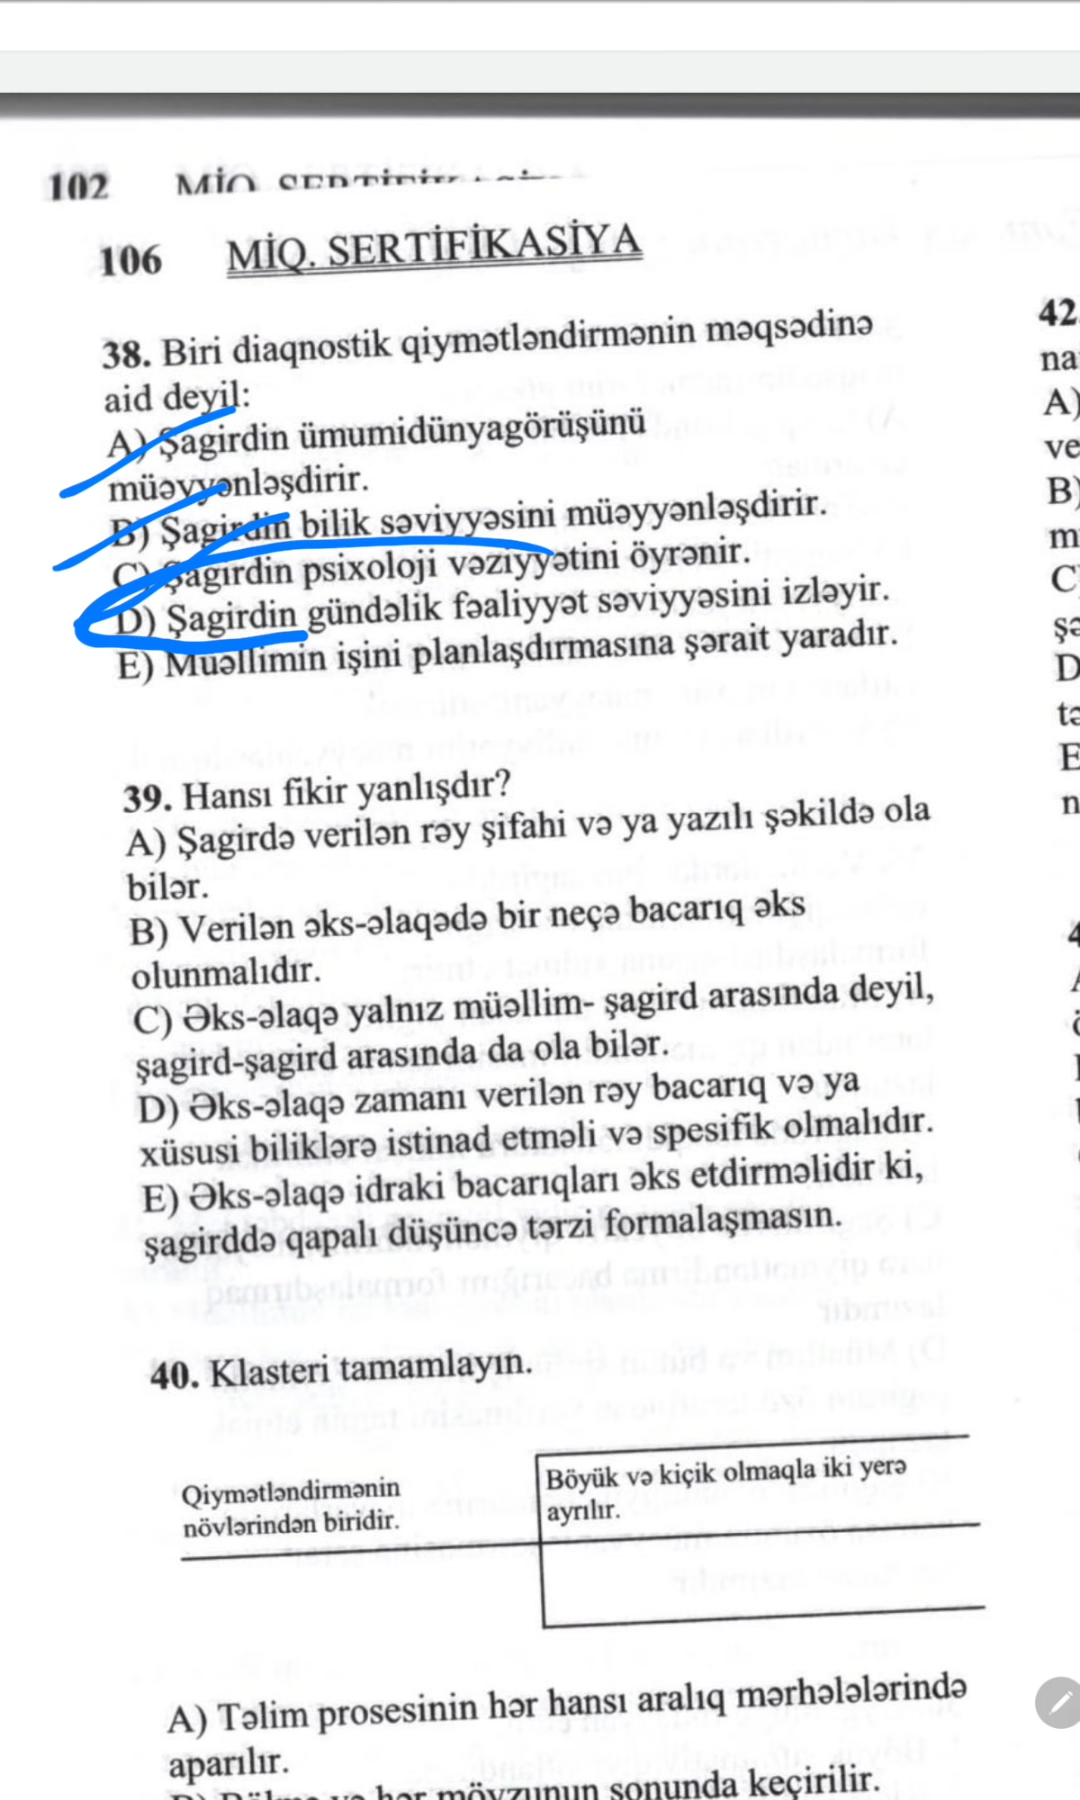 102
106 MİQ. SERTİFİKASİYA
38. Biri diaqnostik qiymətləndirmənin məqsədinə
aid deyil:
A) Şagirdin ümumidünyagörüşünü
müəyyənləşdirir.
B) Şagirdin bilik səviyyəsini müəyyənləşdirir.
C) Şagirdin psixoloji vəziyyətini öyrənir.
D) Şagirdin gündəlik fəaliyyət səviyyəsini izləyir.
E) Müəllimin işini planlaşdırmasına şərait yaradır.
39. Hansı fikir yanlışdır?
A) Şagirdə verilən rəy şifahi və ya yazılı şəkildə ola
bilər.
B) Verilən əks-əlaqədə bir neçə bacarıq əks
olunmalıdır.
C) Əks-əlaqə yalnız müəllim- şagird arasında deyil,
şagird-şagird arasında da ola bilər.
D) Əks-əlaqə zamanı verilən rəy bacarıq və ya
xüsusi biliklərə istinad etməli və spesifik olmalıdır.
E) Əks-əlaqə idraki bacarıqları əks etdirməlidir ki,
şagirddə qapalı düşüncə tərzi formalaşmasın.
40. Klasteri tamamlayın.
Qiymətləndirmənin
növlərindən biridir.
Böyük və kiçik olmaqla iki yerə
ayrılır.
A) Təlim prosesinin hər hansı aralıq mərhələlərində
aparılır.
mövzunun sonunda keçirilir.
42.
A)
B)